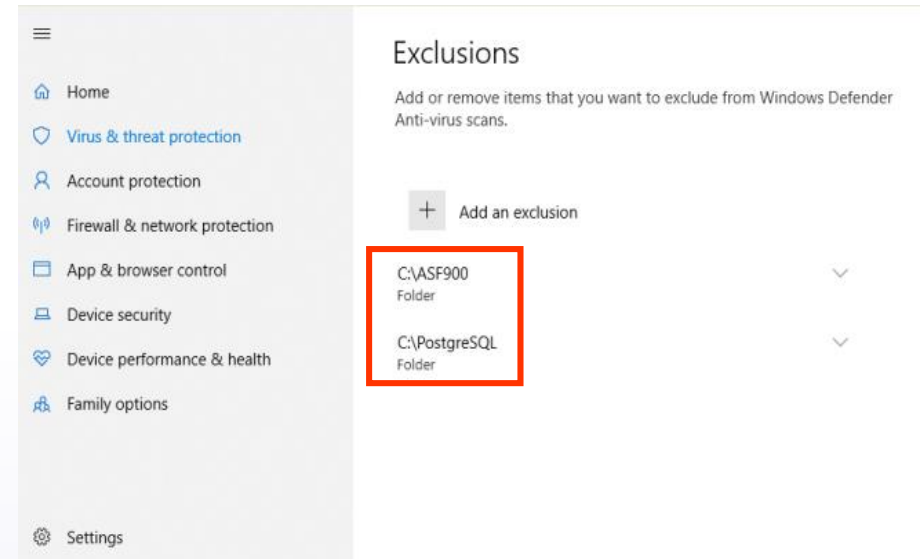 Home
Virus & threat protection
Account protection
Firewall & network protection
App & browser control
Device security
Device performance & health
Family options
Settings
Exclusions
Add or remove items that you want to exclude from Windows Defender
Anti-virus scans.
Add an exclusion
C:\ASF900
Folder
C:\PostgreSQL
Folder